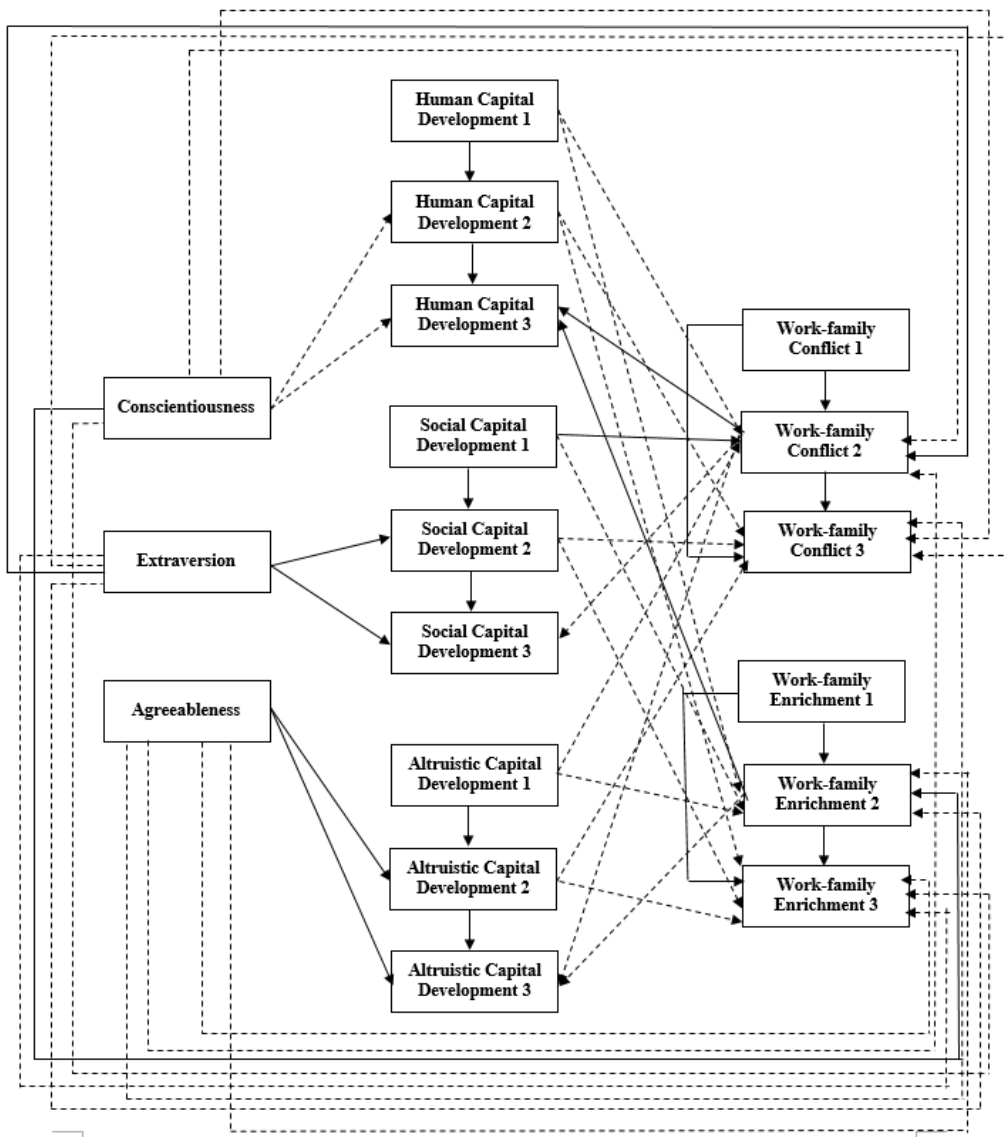 Human Capital
Development 1
Human Capital
Development 2
Human Capital
Development 3
Work-family
Conflict 1
Conscientiousness
Social Capital
Development 1
Work-family
Conflict 2
Social Capital
Development 2
Work-family
Conflict 3
Extraversion
Social Capital
Development 3
Work-family
Enrichment 1
Agreeableness
Altruistic Capital
Development 1
Work-family
Enrichment 2
Altruistic Capital
Development 2
Work-family
Enrichment 3
Altruistic Capital
Development 3